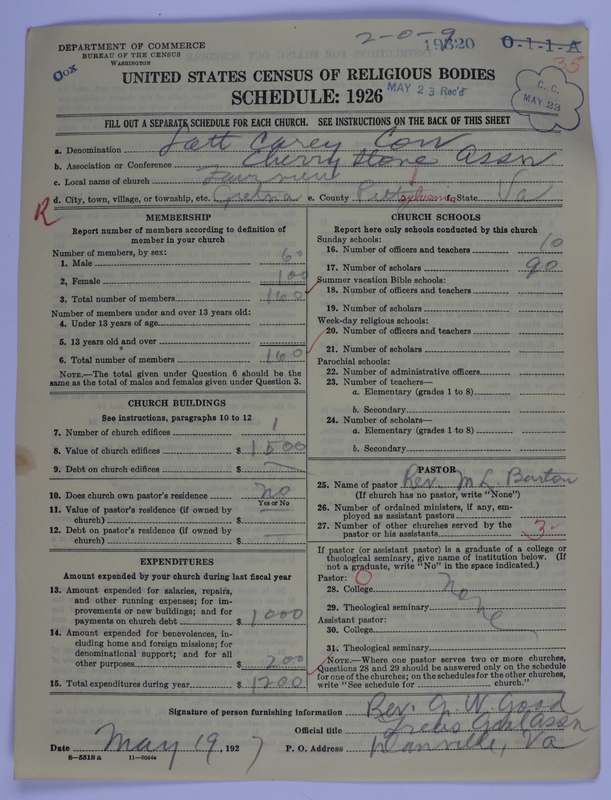 2-0-9
19820
0-1-1-A
35
DEPARTMENT OF COMMERCE
BUREAU OF THE CENSUS
WASHINGTON
Cox
UNITED STATES CENSUS OF RELIGIOUS BODIES
SCHEDULE: 1926
MAY 23 Rec'd
C. C.
MAY 23
FILL OUT A SEPARATE SCHEDULE FOR EACH CHURCH. SEE INSTRUCTIONS ON THE BACK OF THIS SHEET
a. Denomination Lott Carey Con
b. Association or Conference Cherry Stone Assn
c. Local name of church Fairview
d. City, town, village, or township, etc. Gretna e. County Pittsylvania f. State Va
R
MEMBERSHIP
Report number of members according to definition of
member in your church
Number of members, by sex:
1. Male 60
2. Female 100
3. Total number of members 160
Number of members under and over 13 years old:
4. Under 13 years of age
5. 13 years old and over
6. Total number of members 160
NOTE.—The total given under Question 6 should be
the same as the total of males and females given under Question 3.
CHURCH BUILDINGS
See instructions, paragraphs 10 to 12
7. Number of church edifices 1
8. Value of church edifices $ 1500
9. Debt on church edifices $ —
10. Does church own pastor's residence no
Yes or No
11. Value of pastor's residence (if owned by
church) $ —
12. Debt on pastor's residence (if owned by
church) $ —
EXPENDITURES
Amount expended by your church during last fiscal year
13. Amount expended for salaries, repairs,
and other running expenses; for im-
provements or new buildings; and for
payments on church debt $ 1000
14. Amount expended for benevolences, in-
cluding home and foreign missions; for
denominational support; and for all
other purposes $ 200
15. Total expenditures during year $ 1200
CHURCH SCHOOLS
Report here only schools conducted by this church
Sunday schools:
16. Number of officers and teachers 10
17. Number of scholars 90
Summer vacation Bible schools:
18. Number of officers and teachers
19. Number of scholars
Week-day religious schools:
20. Number of officers and teachers
21. Number of scholars
Parochial schools:
22. Number of administrative officers
23. Number of teachers—
a. Elementary (grades 1 to 8)
b. Secondary
24. Number of scholars—
a. Elementary (grades 1 to 8)
b. Secondary
PASTOR
25. Name of pastor Rev. M L Barton
(If church has no pastor, write "None")
26. Number of ordained ministers, if any, em-
ployed as assistant pastors
27. Number of other churches served by the
pastor or his assistants 3-
If pastor (or assistant pastor) is a graduate of a college or
theological seminary, give name of institution below. (If
not a graduate, write "No" in the space indicated.)
Pastor: 0
28. College none
29. Theological seminary
Assistant pastor:
30. College
31. Theological seminary
NOTE.—Where one pastor serves two or more churches,
Questions 28 and 29 should be answered only on the schedule
for one of the churches; on the schedules for the other churches,
write "See schedule for church."
Signature of person furnishing information Rev. G. W. Good
Official title Assn
Date May 19, 1927 P. O. Address Danville, Va
8-5518 a 11-9054a